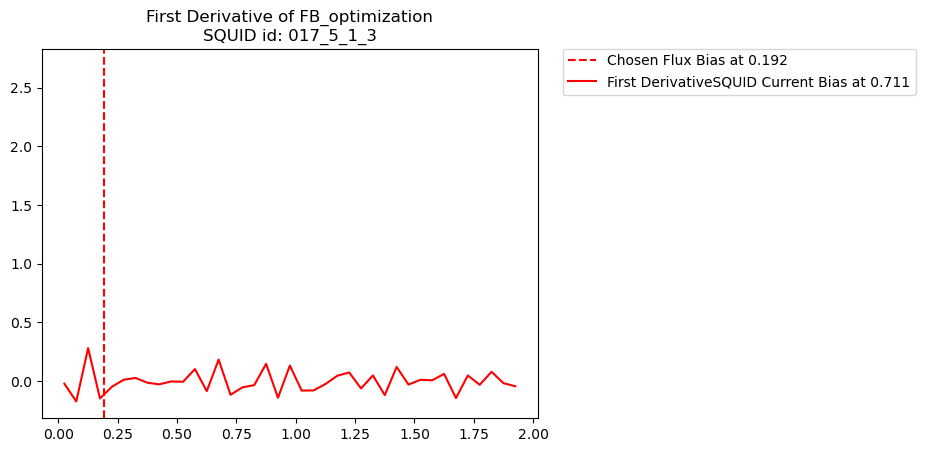 First Derivative of FB_optimization
SQUID id: 017_5_1_3
Chosen Flux Bias at 0.192
First DerivativeSQUID Current Bias at 0.711
2.5
2.0
1.5
1.0
0.5
0.0
0.00 0.25 0.50 0.75 1.00 1.25 1.50 1.75 2.00